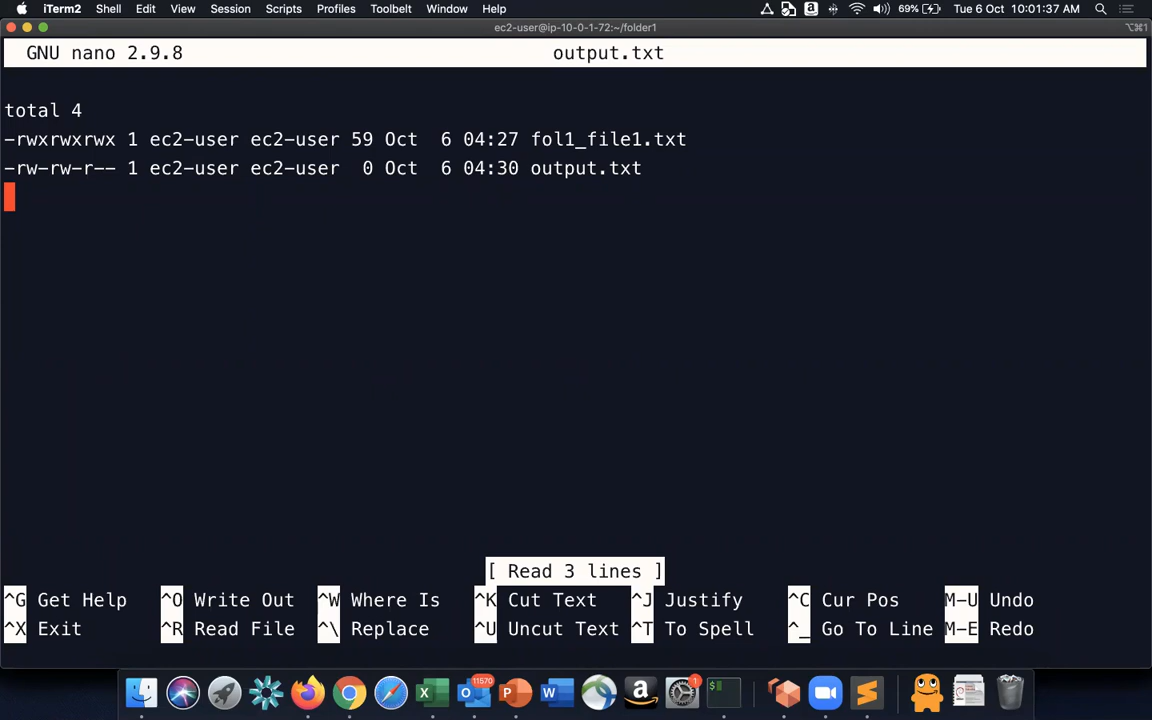 iTerm2 Shell Edit View Session Scripts Profiles Toolbelt Window Help 69% Tue 6 Oct 10:01:37 AM
ec2-user@ip-10-0-1-72:~/folder1 ⌥⌘1
GNU nano 2.9.8 output.txt
total 4
-rwxrwxrwx 1 ec2-user ec2-user 59 Oct  6 04:27 fol1_file1.txt
-rw-rw-r-- 1 ec2-user ec2-user  0 Oct  6 04:30 output.txt
[ Read 3 lines ]
^G Get Help ^O Write Out ^W Where Is ^K Cut Text ^J Justify ^C Cur Pos M-U Undo
^X Exit ^R Read File ^\ Replace ^U Uncut Text ^T To Spell ^_ Go To Line M-E Redo
11570 1